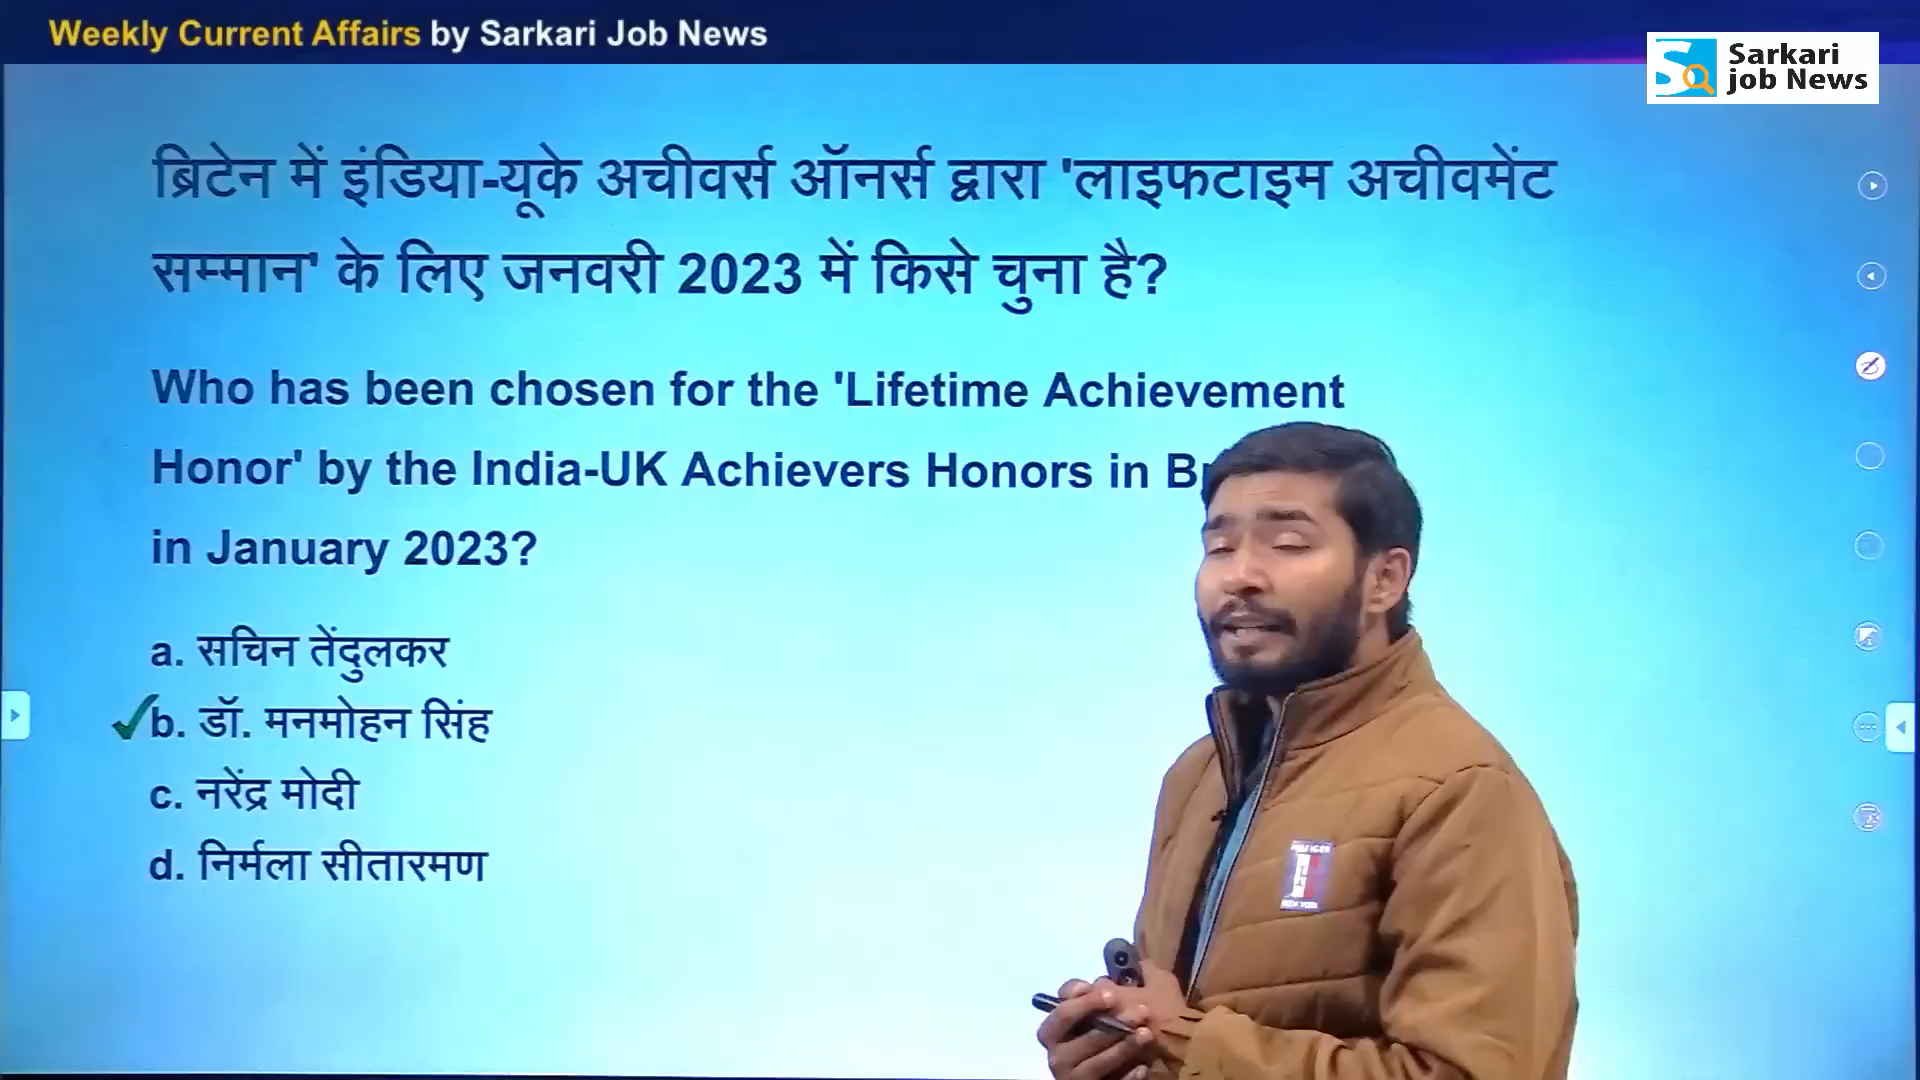 Weekly Current Affairs by Sarkari Job News
Sarkari
job News
ब्रिटेन में इंडिया-यूके अचीवर्स ऑनर्स द्वारा 'लाइफटाइम अचीवमेंट
सम्मान' के लिए जनवरी 2023 में किसे चुना है?
Who has been chosen for the 'Lifetime Achievement
Honor' by the India-UK Achievers Honors in
in January 2023?
a. सचिन तेंदुलकर
b. डॉ. मनमोहन सिंह
c. नरेंद्र मोदी
d. निर्मला सीतारमण